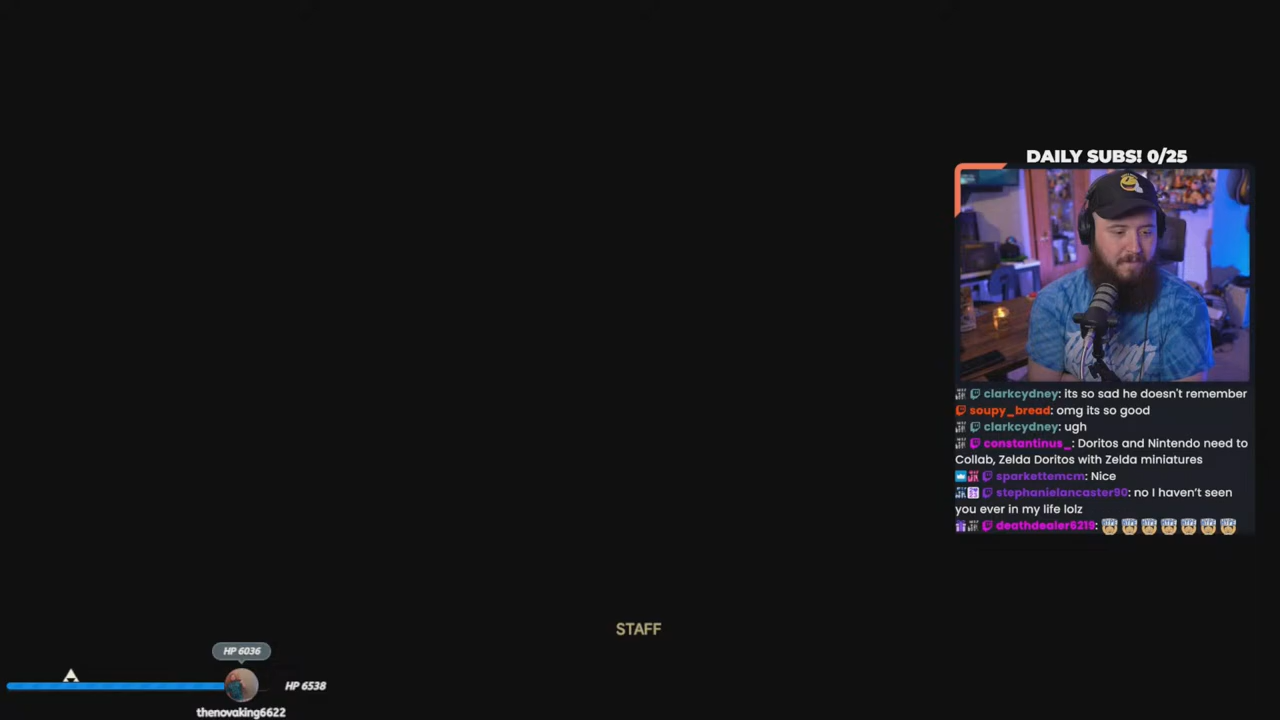 DAILY SUBS! 0/25
clarkcydney: its so sad he doesn't remember
soupy_bread: omg its so good
clarkcydney: ugh
constantinus_: Doritos and Nintendo need to
Collab, Zelda Doritos with Zelda miniatures
sparkettemcm: Nice
stephanielancaster90: no I haven't seen
you ever in my life lolz
deathdealer6219:
STAFF
HP 6036
HP 6538
thenovaking6622